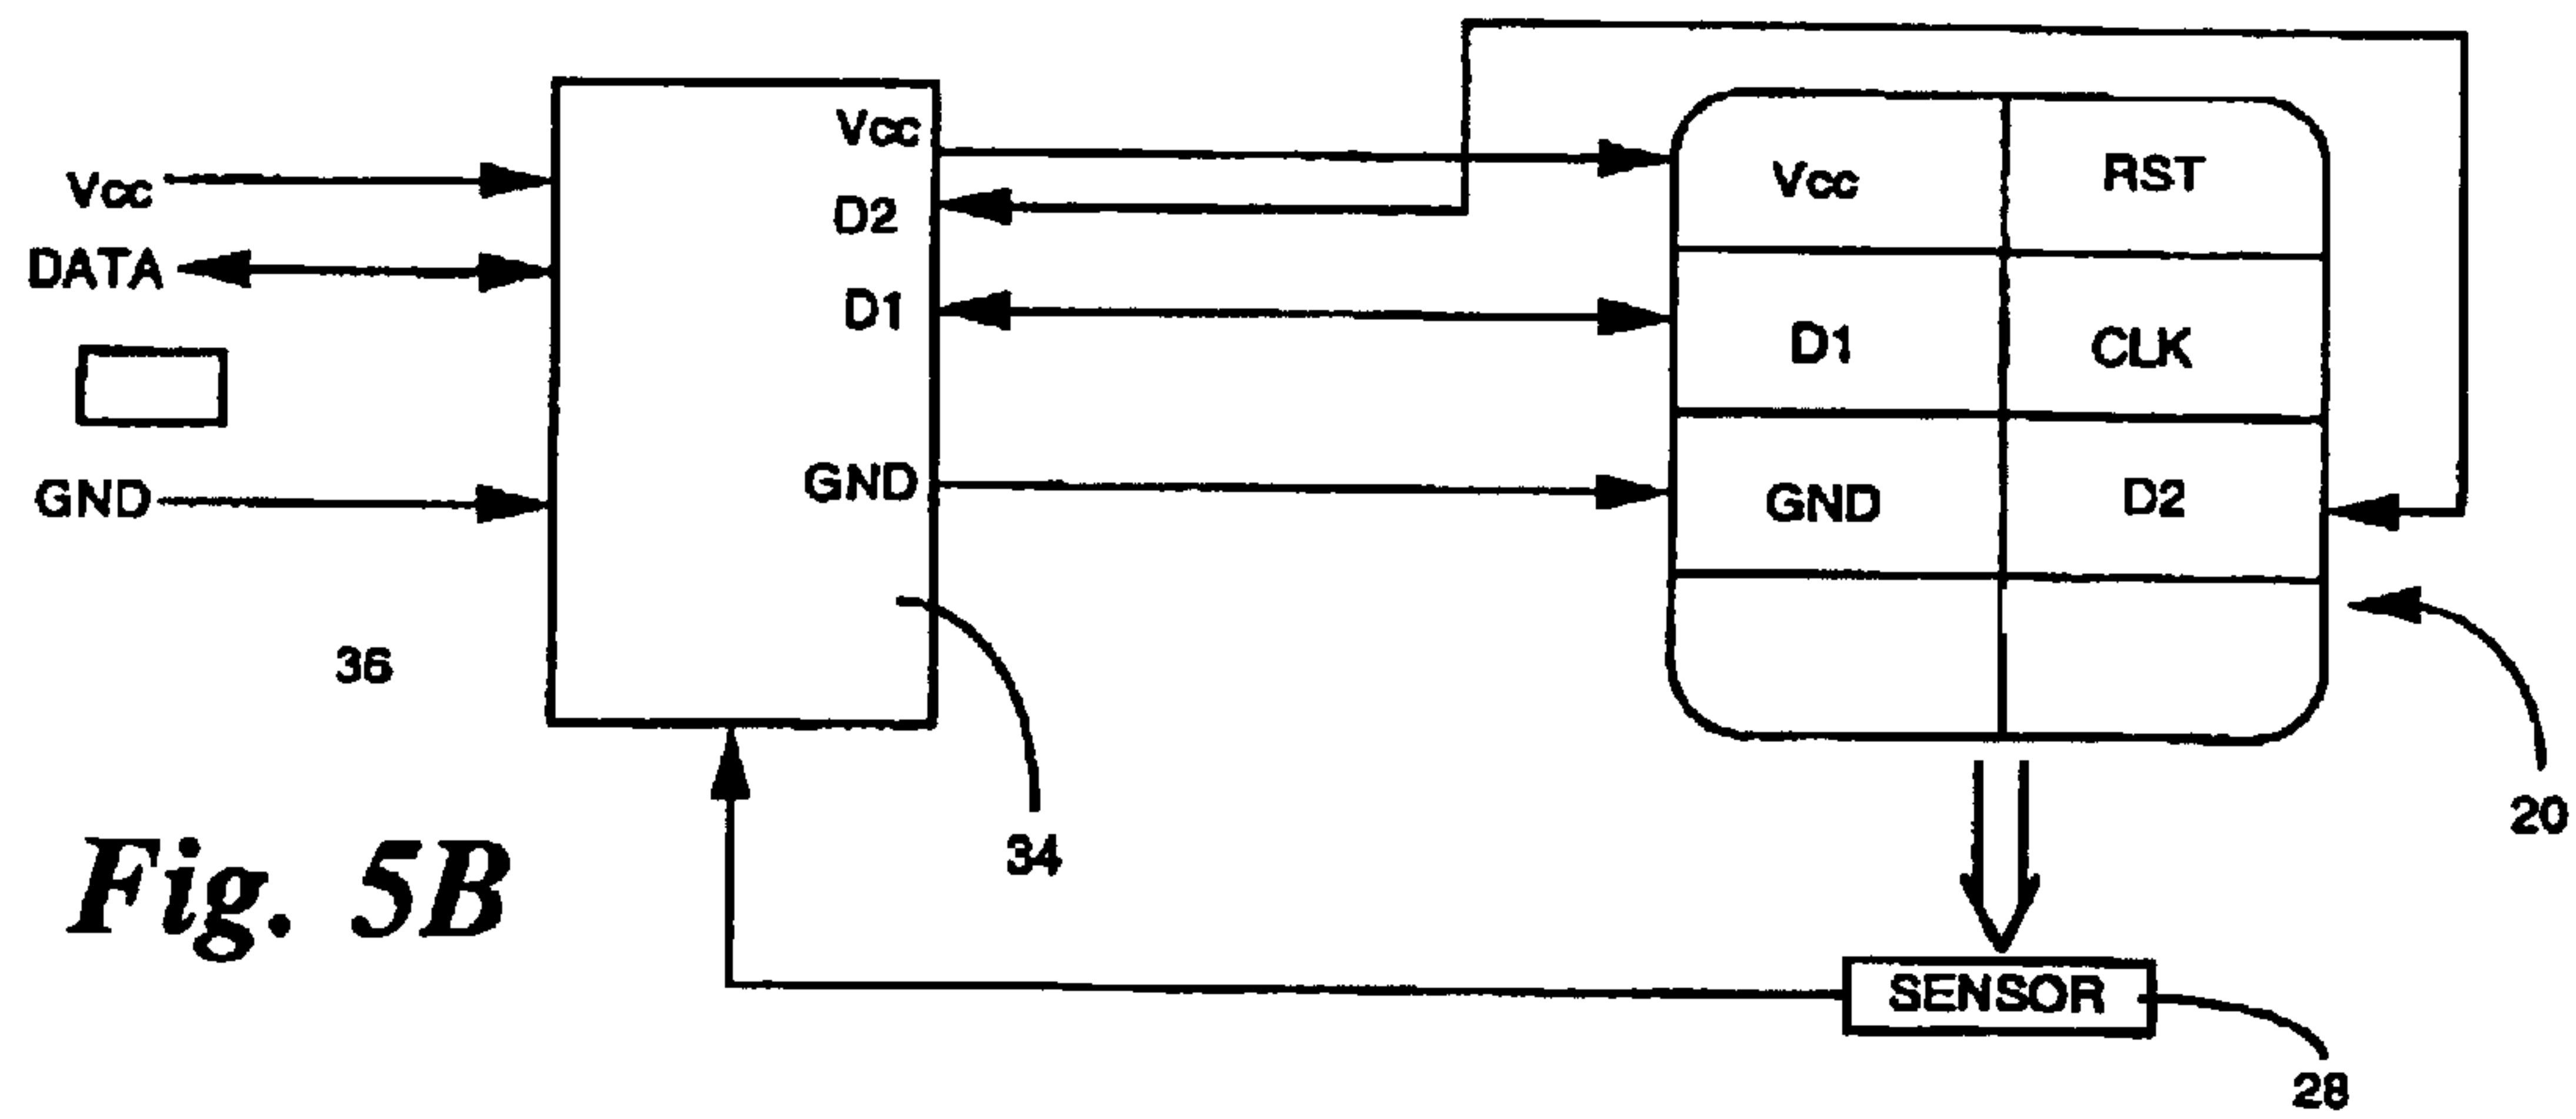 Vcc
DATA
GND
36
Vcc
D2
D1
GND
34
Vcc RST
D1 CLK
GND D2
20
SENSOR
28
Fig. 5B